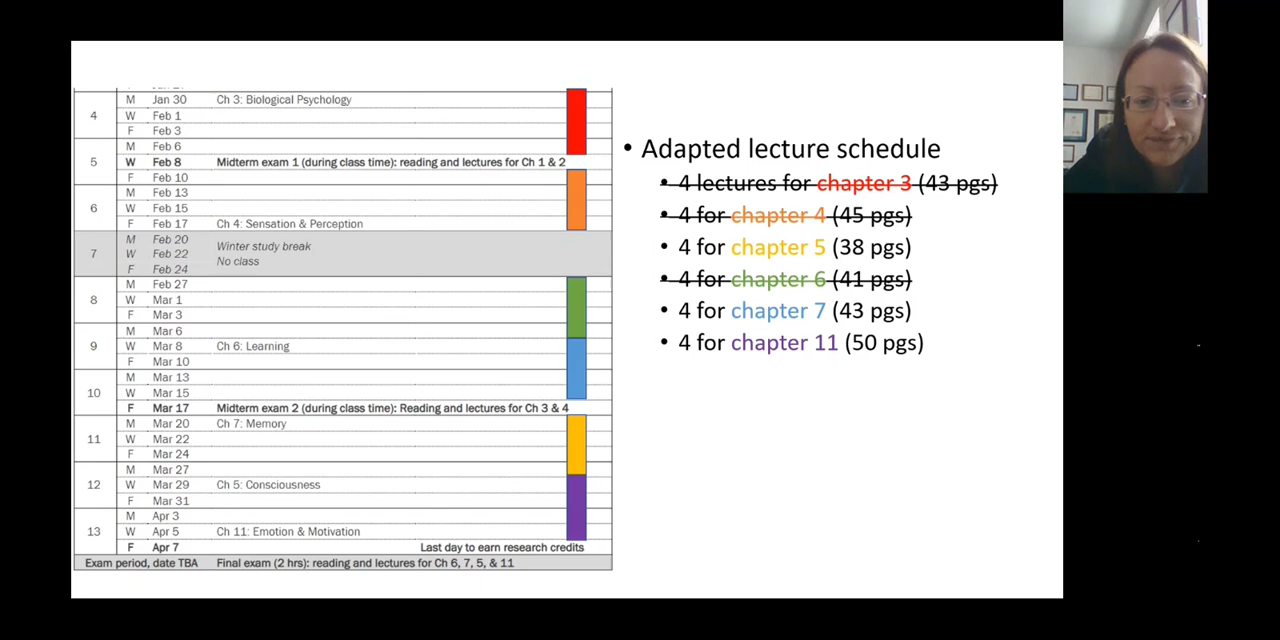 M Jan 30 Ch 3: Biological Psychology
4 W Feb 1
F Feb 3
M Feb 6
5 W Feb 8 Midterm exam 1 (during class time): reading and lectures for Ch 1 & 2
F Feb 10
M Feb 13
6 W Feb 15
F Feb 17 Ch 4: Sensation & Perception
M Feb 20 Winter study break
7 W Feb 22 No class
F Feb 24
M Feb 27
8 W Mar 1
F Mar 3
M Mar 6
9 W Mar 8 Ch 6: Learning
F Mar 10
M Mar 13
10 W Mar 15
F Mar 17 Midterm exam 2 (during class time): Reading and lectures for Ch 3 & 4
M Mar 20 Ch 7: Memory
11 W Mar 22
F Mar 24
M Mar 27
12 W Mar 29 Ch 5: Consciousness
F Mar 31
M Apr 3
13 W Apr 5 Ch 11: Emotion & Motivation
F Apr 7 Last day to earn research credits
Exam period, date TBA Final exam (2 hrs): reading and lectures for Ch 6, 7, 5, & 11
• Adapted lecture schedule
• 4 lectures for chapter 3 (43 pgs)
• 4 for chapter 4 (45 pgs)
• 4 for chapter 5 (38 pgs)
• 4 for chapter 6 (41 pgs)
• 4 for chapter 7 (43 pgs)
• 4 for chapter 11 (50 pgs)